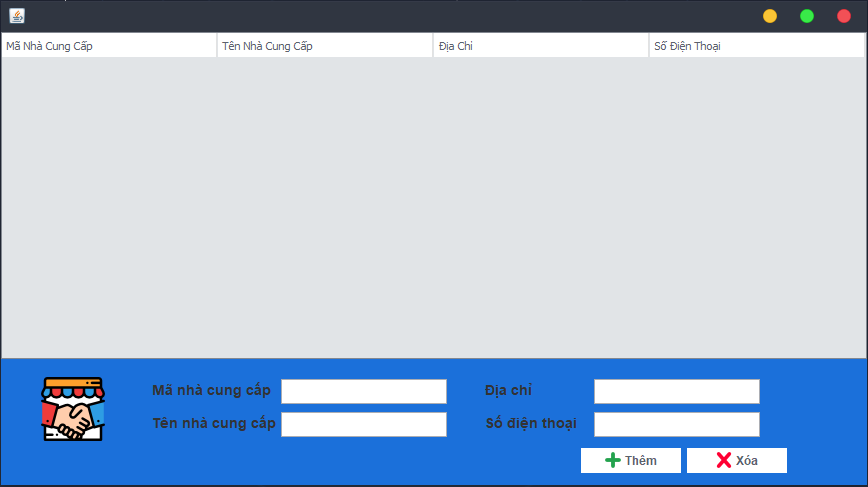 Mã Nhà Cung Cấp Tên Nhà Cung Cấp Địa Chỉ Số Điện Thoại
Mã nhà cung cấp Địa chỉ
Tên nhà cung cấp Số điện thoại
Thêm Xóa